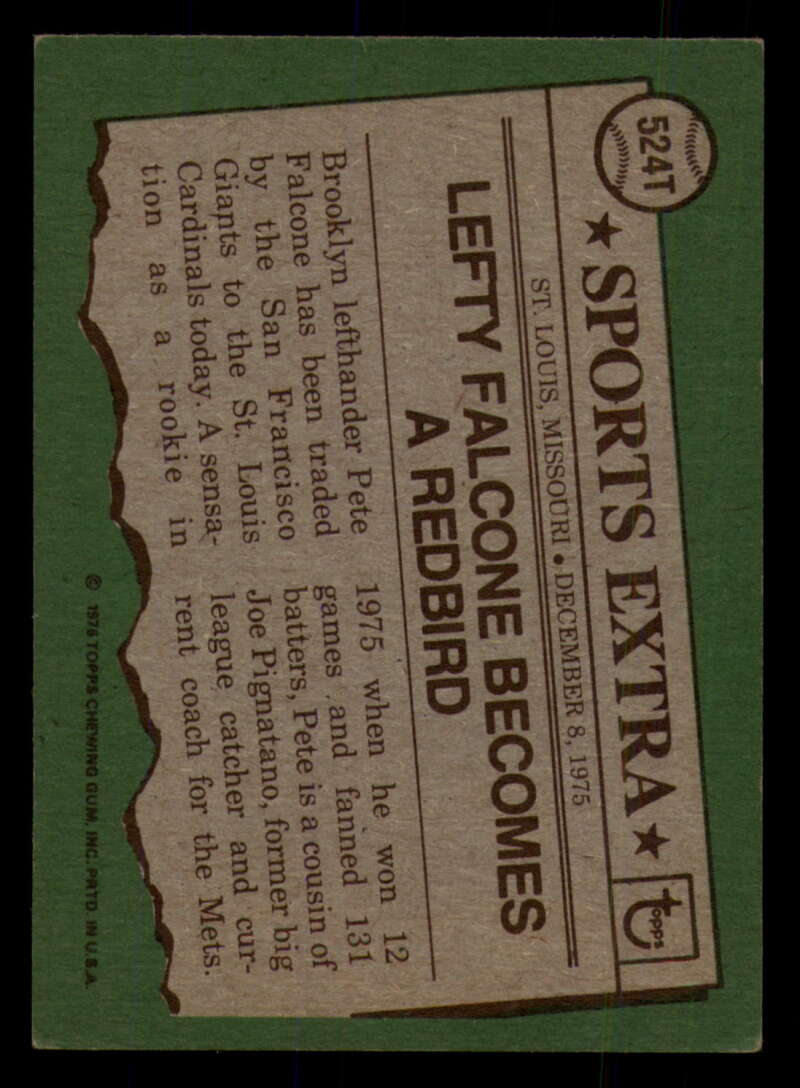 524T
★ SPORTS EXTRA ★
topps
ST. LOUIS, MISSOURI • DECEMBER 8, 1975
LEFTY FALCONE BECOMES
A REDBIRD
Brooklyn lefthander Pete
Falcone has been traded
by the San Francisco
Giants to the St. Louis
Cardinals today. A sensa-
tion as a rookie in
1975 when he won 12
games and fanned 131
batters, Pete is a cousin of
Joe Pignatano, former big
league catcher and cur-
rent coach for the Mets.
© 1976 TOPPS CHEWING GUM, INC. PRTD. IN U.S.A.